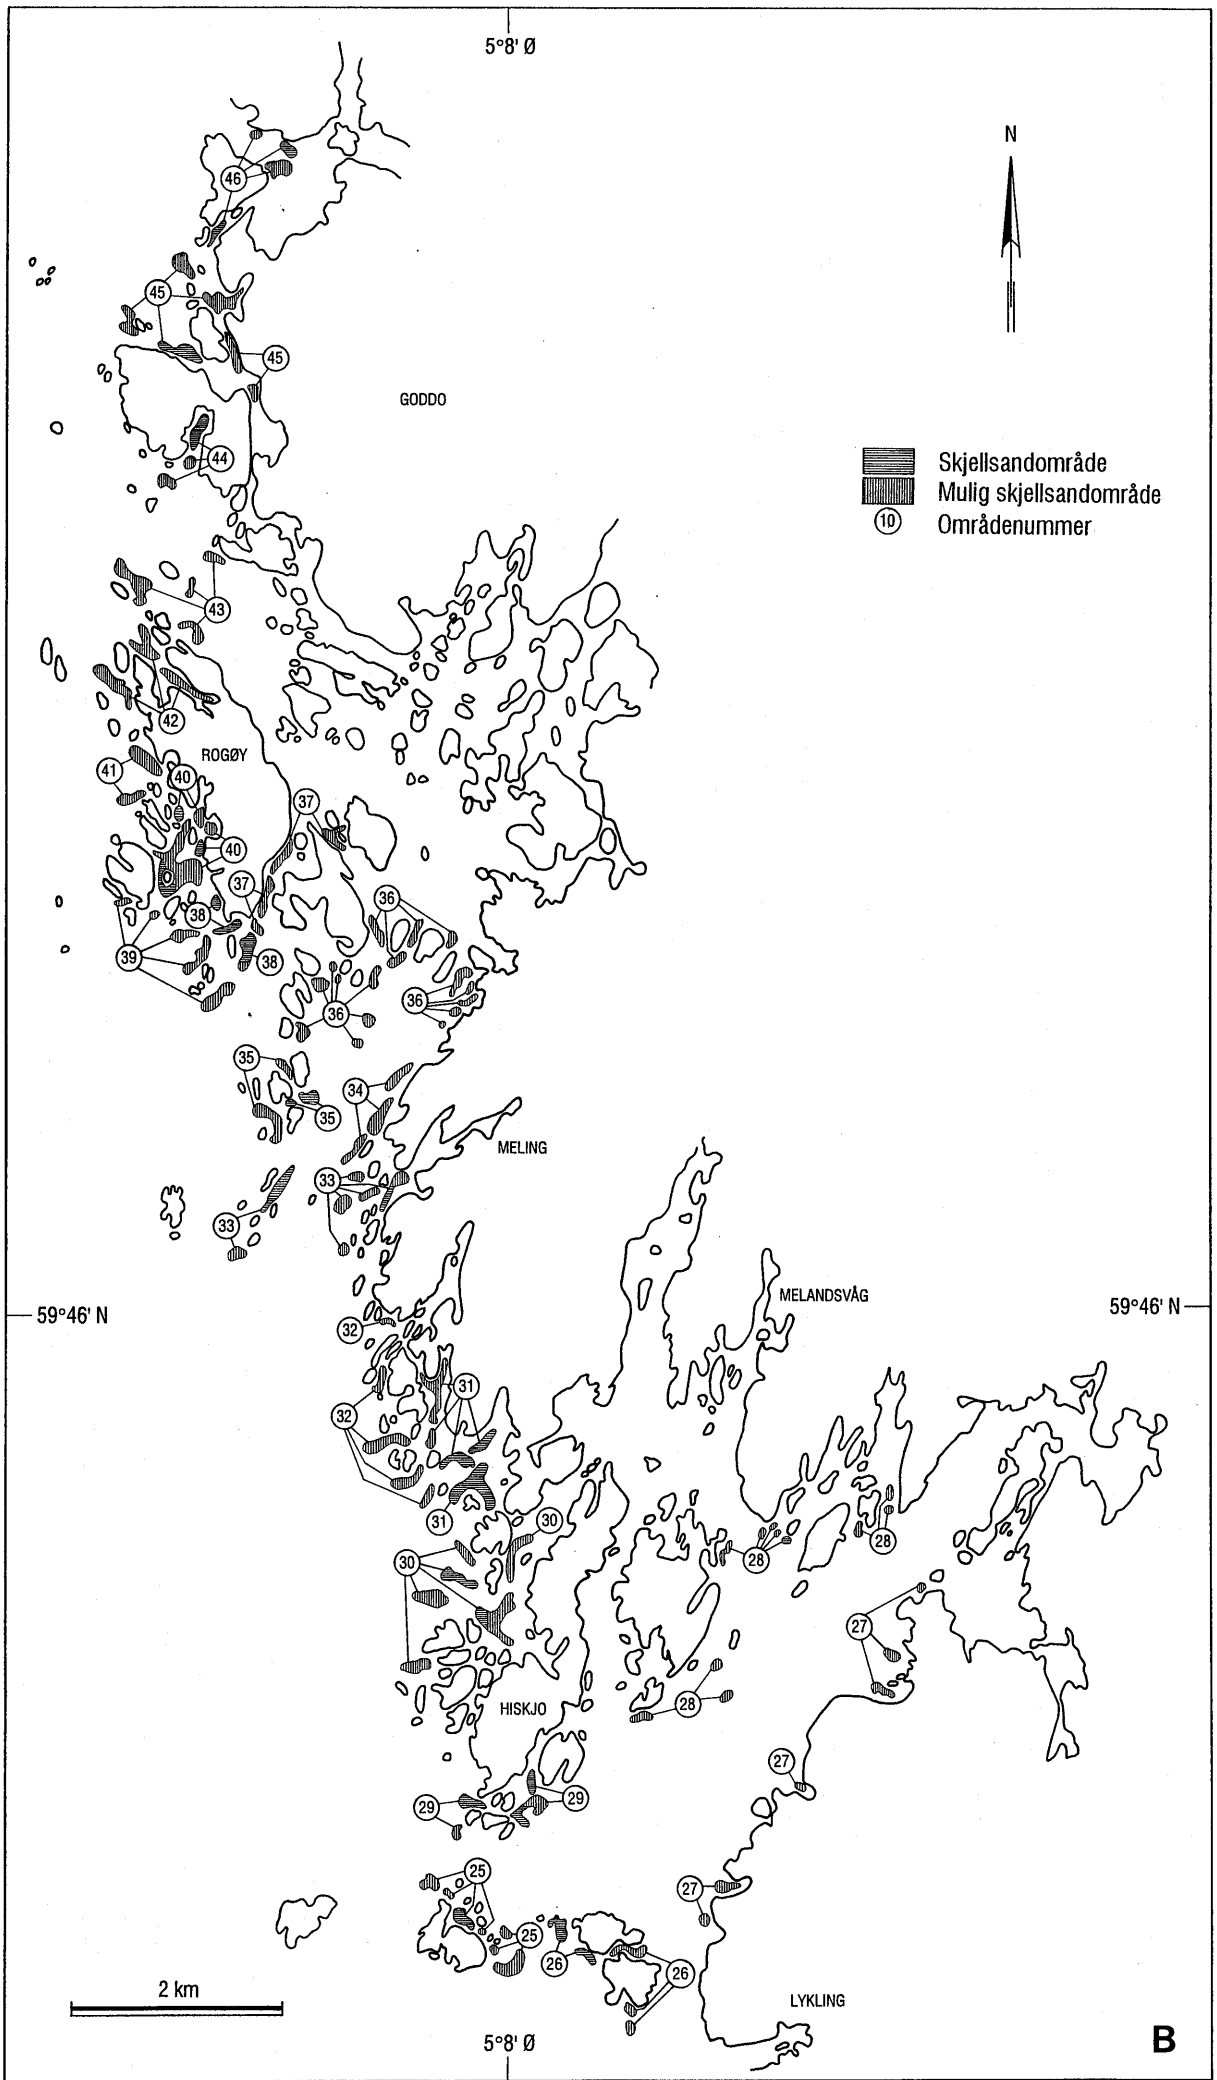 5°8' Ø
N
46
45
45
GODDO
44
Skjellsandområde
Mulig skjellsandområde
10 Områdenummer
43
42
ROGØY
41
40
37
40
37
36
38
39
38
36
36
35
34
35
MELING
33
33
MELANDSVÅG
59°46' N
59°46' N
32
31
32
31
30
28
28
30
27
28
HISKJO
27
29
29
25
27
25
26
26
2 km
LYKLING
5°8' Ø
B